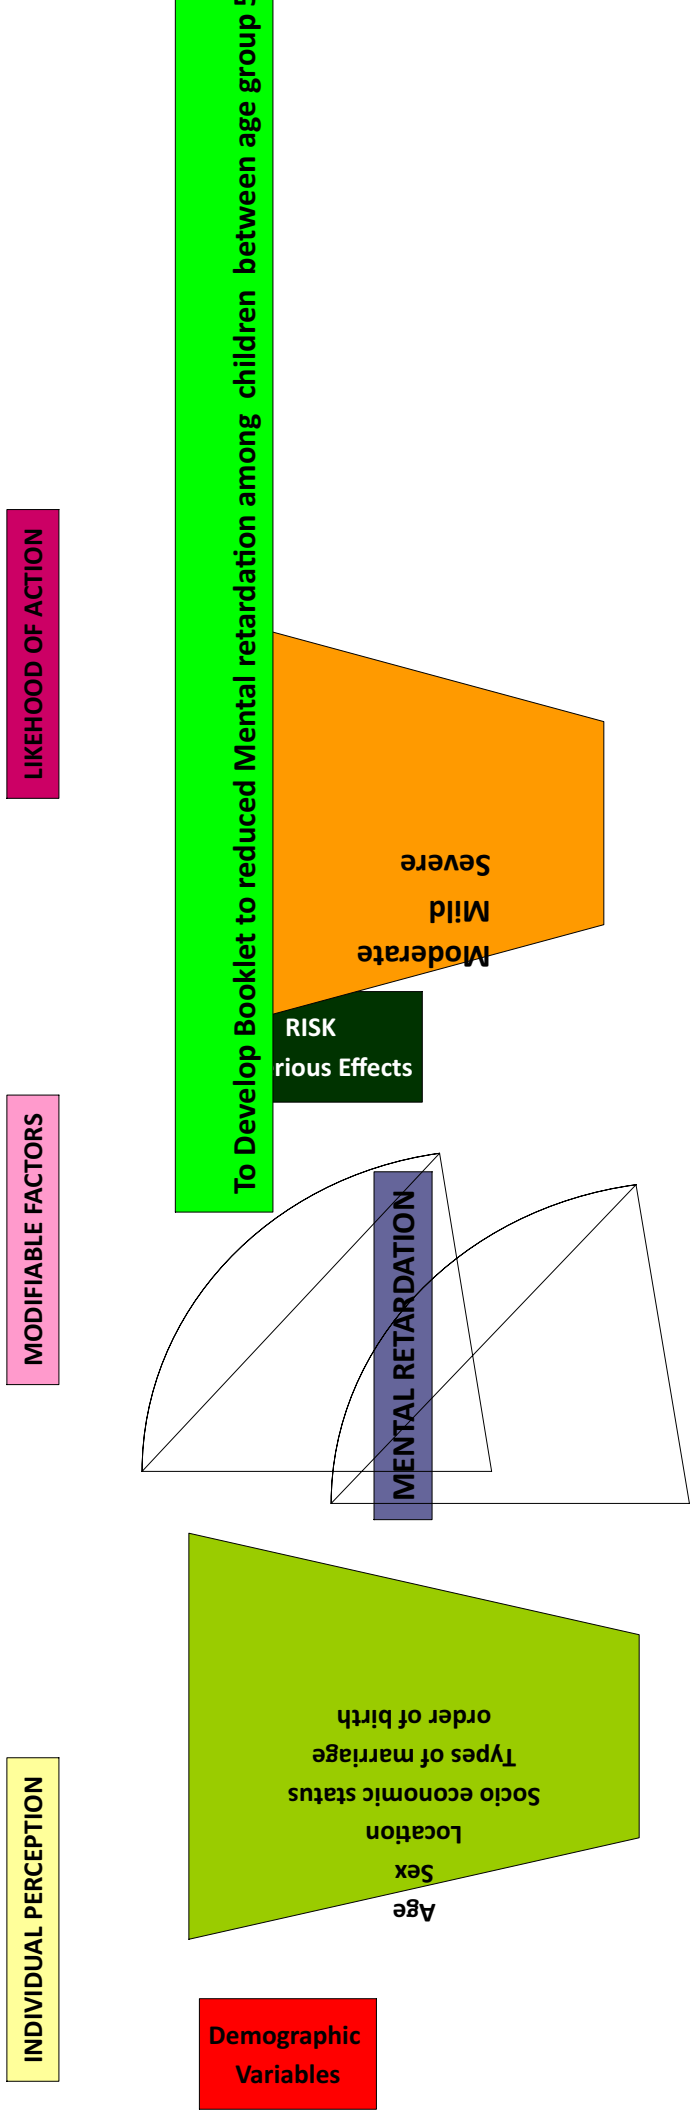 INDIVIDUAL PERCEPTION
MODIFIABLE FACTORS
LIKEHOOD OF ACTION
Demographic
Variables
Age
Sex
Location
Socio economic status
Types of marriage
order of birth
MENTAL RETARDATION
RISK
rious Effects
Moderate
Mild
Severe
To Develop Booklet to reduced Mental retardation among children between age group